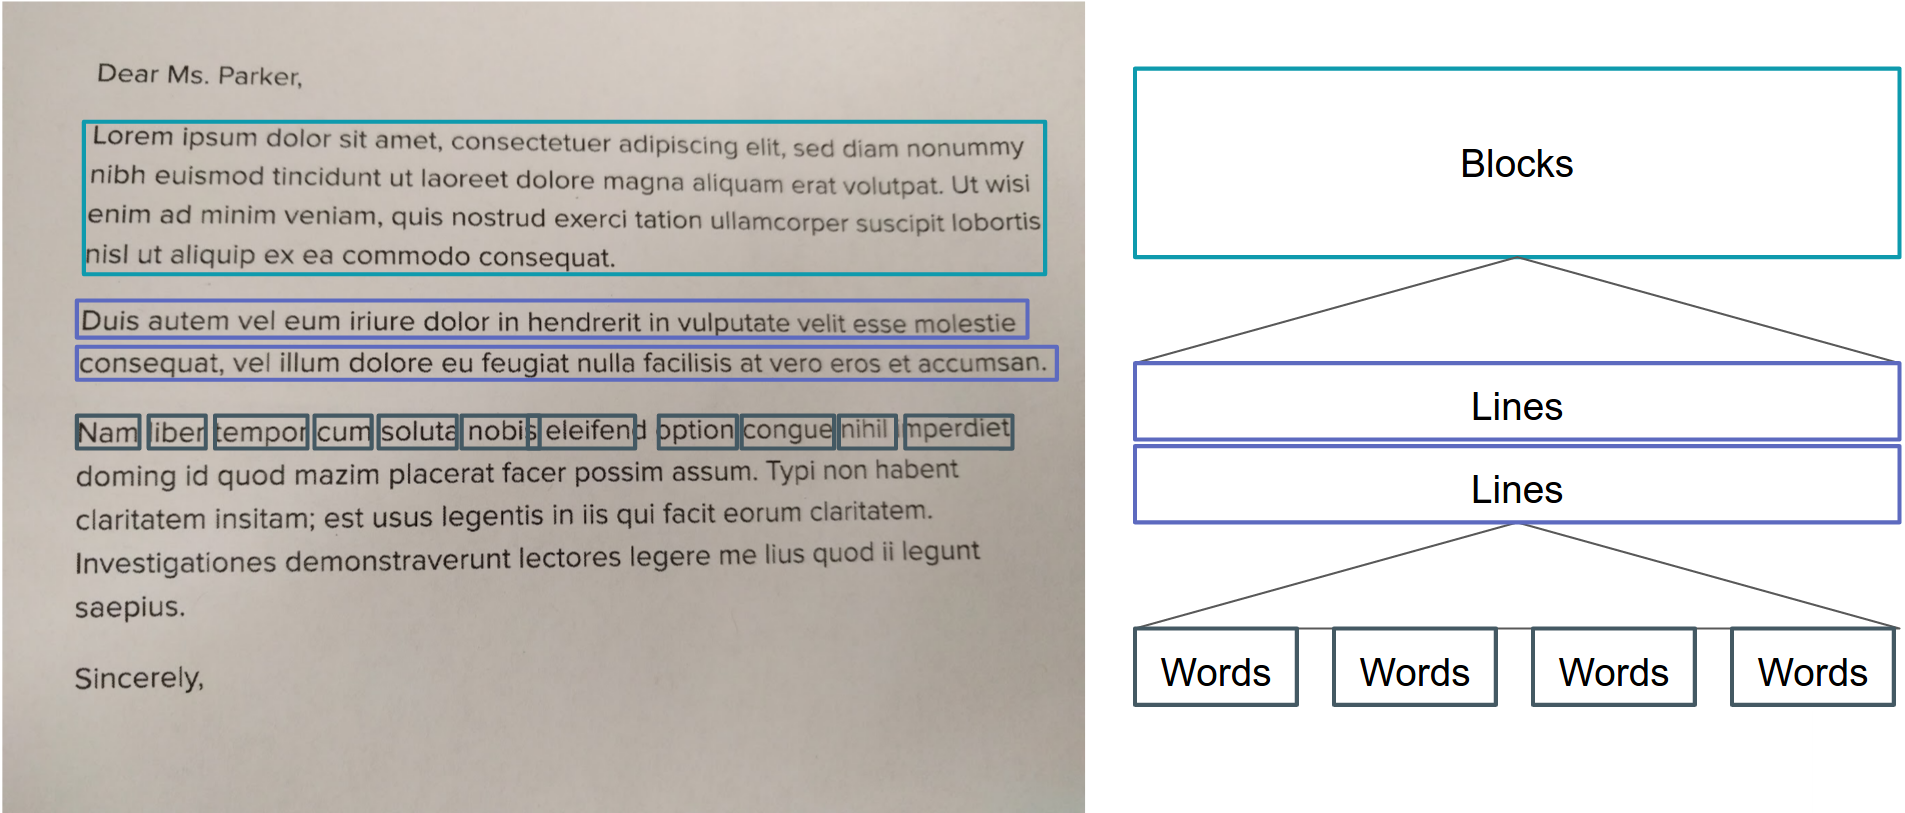 Dear Ms. Parker,
Lorem ipsum dolor sit amet, consectetuer adipiscing elit, sed diam nonummy
nibh euismod tincidunt ut laoreet dolore magna aliquam erat volutpat. Ut wisi
enim ad minim veniam, quis nostrud exerci tation ullamcorper suscipit lobortis
nisl ut aliquip ex ea commodo consequat.
Duis autem vel eum iriure dolor in hendrerit in vulputate velit esse molestie
consequat, vel illum dolore eu feugiat nulla facilisis at vero eros et accumsan.
Nam liber tempor cum soluta nobis eleifend option congue nihil imperdiet
doming id quod mazim placerat facer possim assum. Typi non habent
claritatem insitam; est usus legentis in iis qui facit eorum claritatem.
Investigationes demonstraverunt lectores legere me lius quod ii legunt
saepius.
Sincerely,
Blocks
Lines
Lines
Words Words Words Words